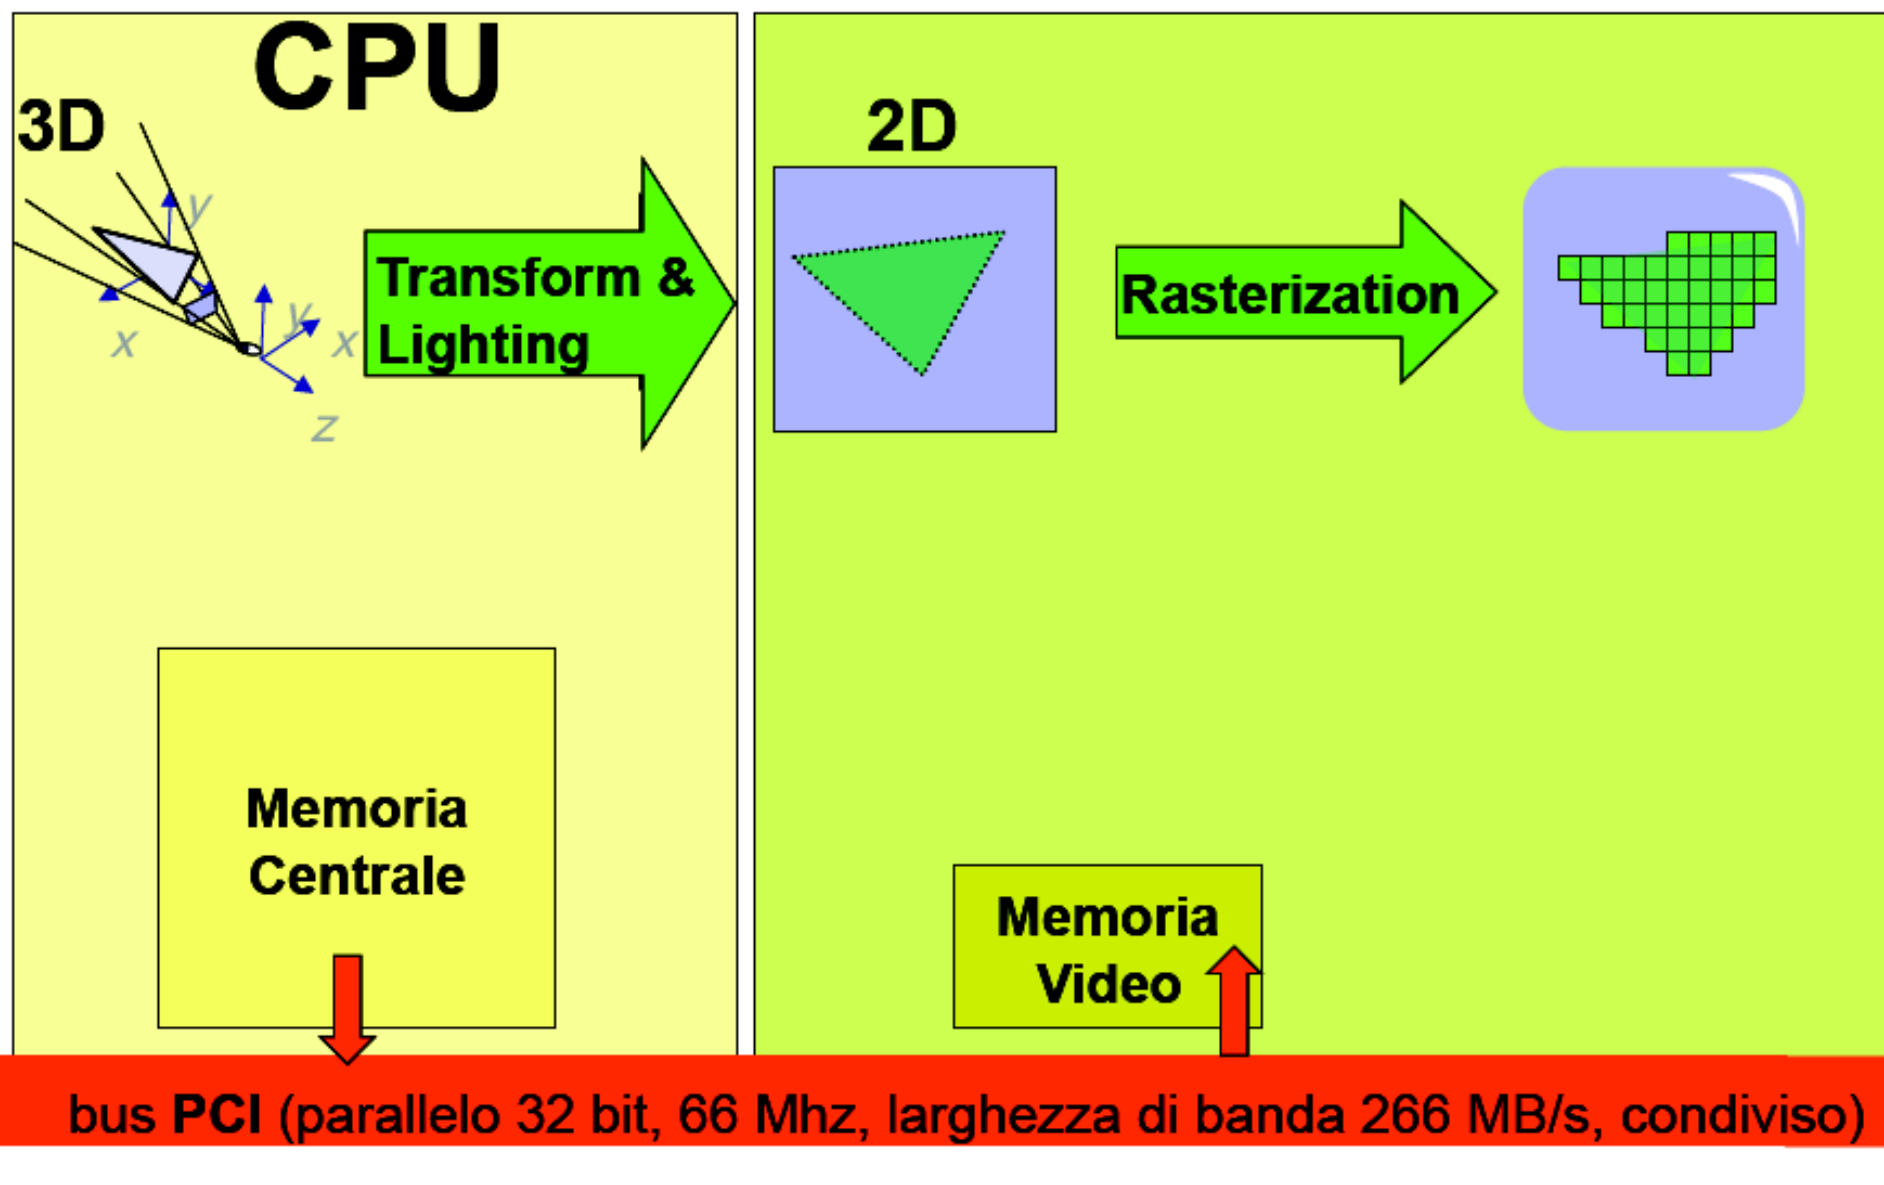 CPU
3D
y
x
y
x
z
Transform &
Lighting
2D
Rasterization
Memoria
Centrale
Memoria
Video
bus PCI (parallelo 32 bit, 66 Mhz, larghezza di banda 266 MB/s, condiviso)